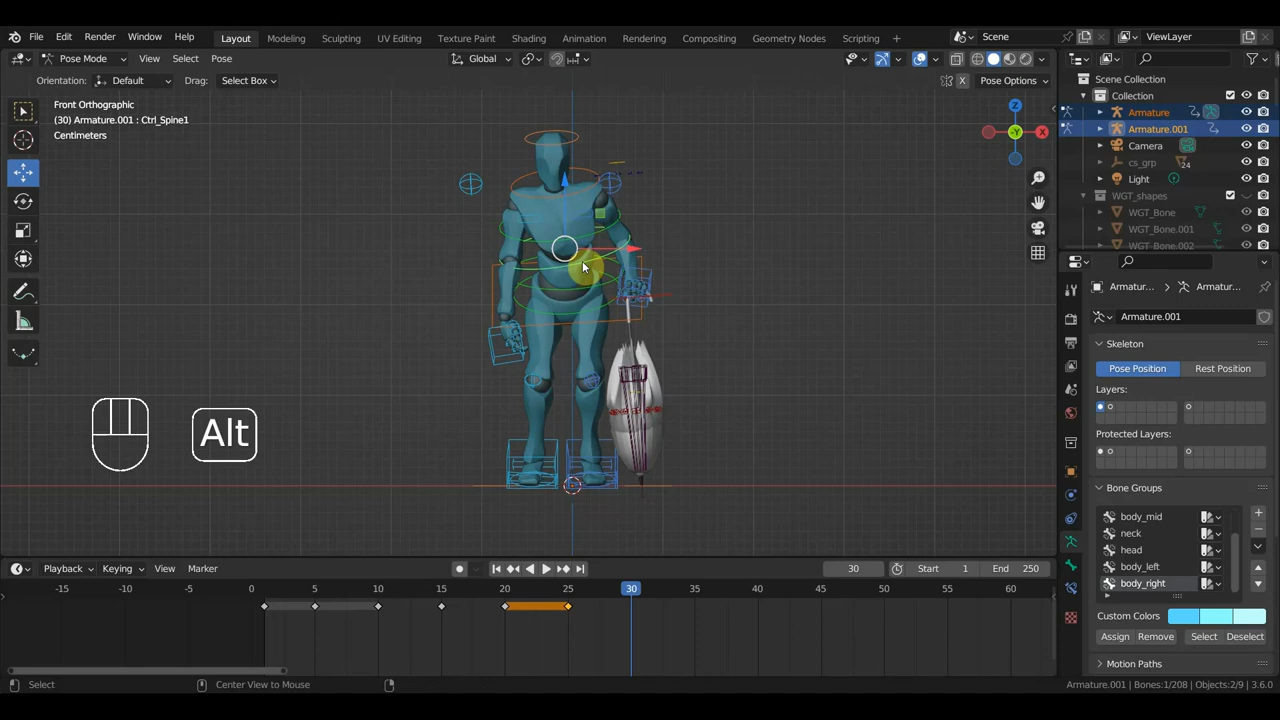 File Edit Render Window Help Layout Modeling Sculpting UV Editing Texture Paint Shading Animation Rendering Compositing Geometry Nodes Scripting + Scene ViewLayer
Pose Mode View Select Pose Global
Orientation: Default Drag: Select Box X Pose Options
Front Orthographic
(30) Armature.001 : Ctrl_Spine1
Centimeters
Z
X
-Y
Scene Collection
Collection
Armature
Armature.001
Camera
cs_grp 24
Light
WGT_shapes
WGT_Bone
WGT_Bone.001
WGT_Bone.002
Armatur... Armatur...
Armature.001
Skeleton
Pose Position Rest Position
Layers:
Protected Layers:
Bone Groups
body_mid
neck
head
body_left
body_right
Custom Colors
Assign Remove Select Deselect
Motion Paths
Alt
Playback Keying View Marker 30 Start 1 End 250
-15 -10 -5 0 5 10 15 20 25 30 35 40 45 50 55 60
Select Center View to Mouse Armature.001 | Bones:1/208 | Objects:2/9 | 3.6.0